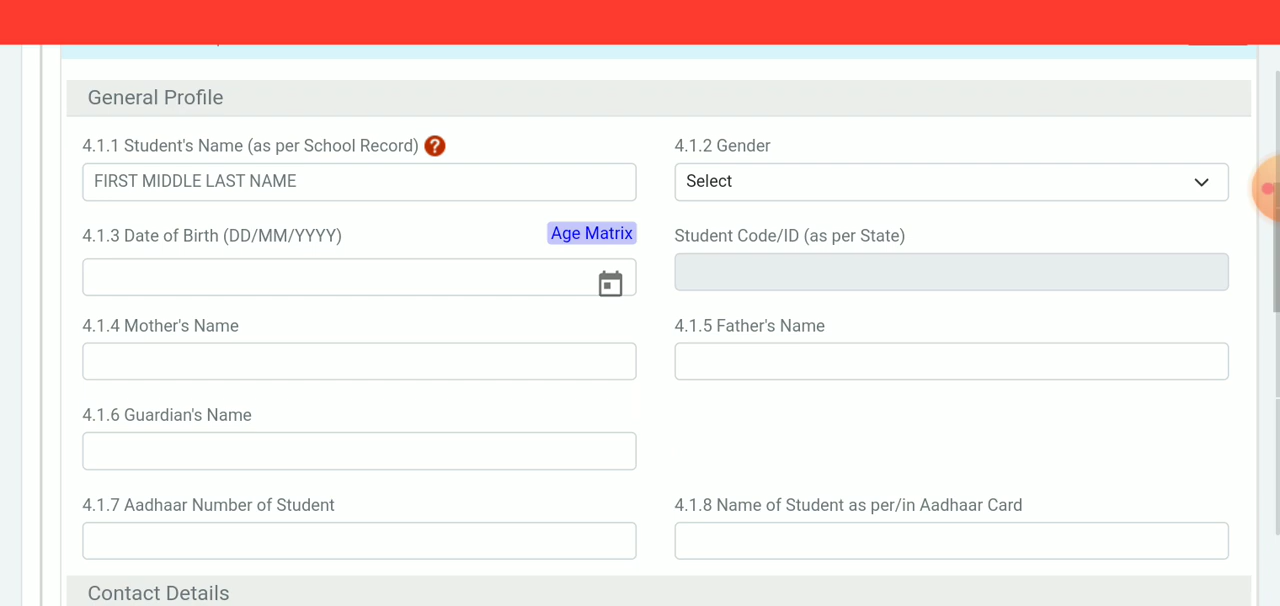 General Profile
4.1.1 Student's Name (as per School Record) ?
4.1.2 Gender
FIRST MIDDLE LAST NAME
Select
4.1.3 Date of Birth (DD/MM/YYYY)
Age Matrix
Student Code/ID (as per State)
4.1.4 Mother's Name
4.1.5 Father's Name
4.1.6 Guardian's Name
4.1.7 Aadhaar Number of Student
4.1.8 Name of Student as per/in Aadhaar Card
Contact Details